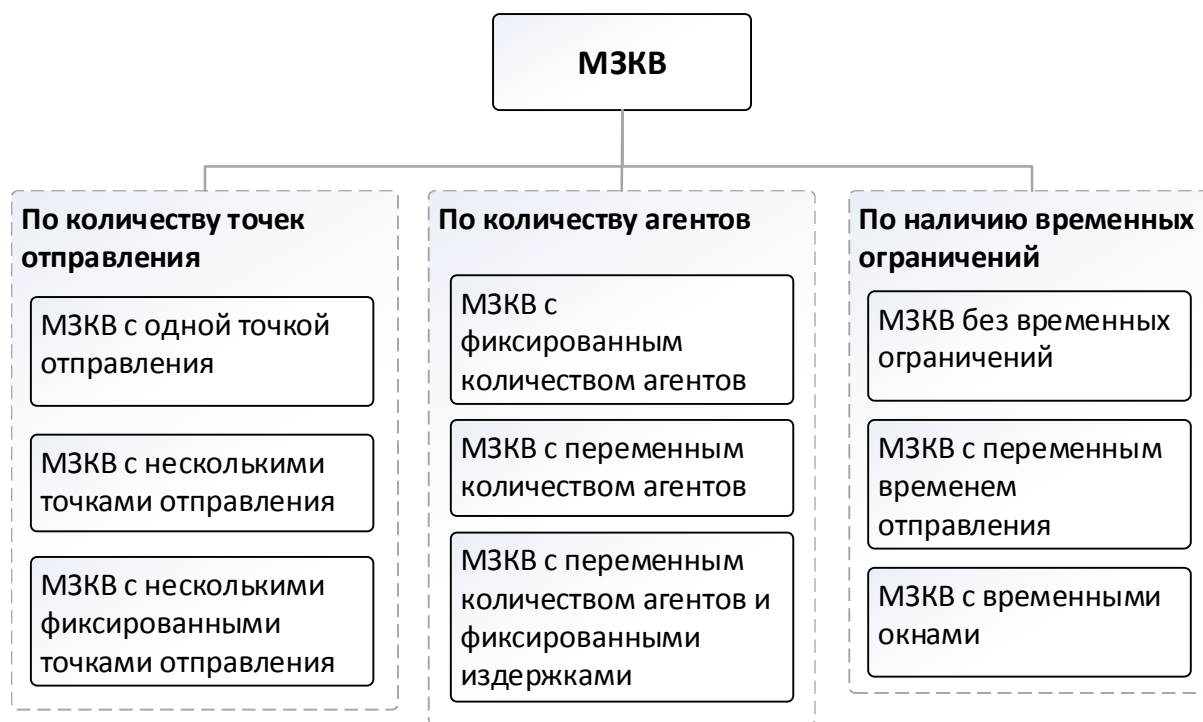 МЗКВ
По количеству точек
отправления
МЗКВ с одной точкой
отправления
МЗКВ с несколькими
точками отправления
МЗКВ с несколькими
фиксированными
точками отправления
По количеству агентов
МЗКВ с
фиксированным
количеством агентов
МЗКВ с переменным
количеством агентов
МЗКВ с переменным
количеством агентов и
фиксированными
издержками
По наличию временных
ограничений
МЗКВ без временных
ограничений
МЗКВ с переменным
временем
отправления
МЗКВ с временными
окнами